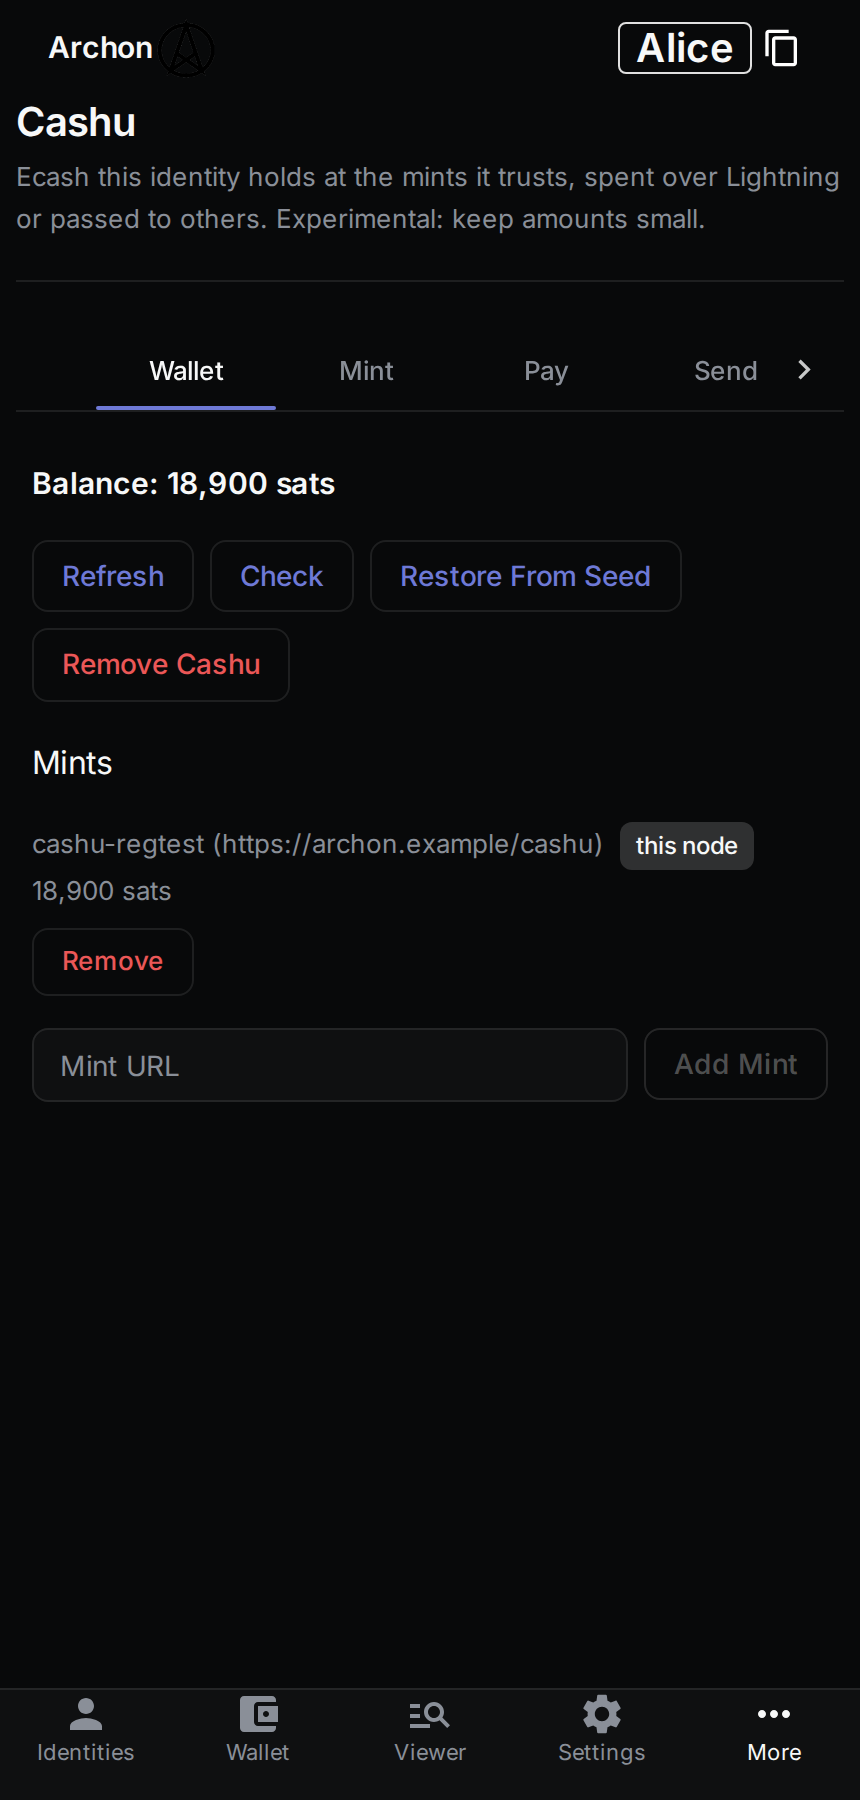 Archon
Alice
Cashu
Ecash this identity holds at the mints it trusts, spent over Lightning
or passed to others. Experimental: keep amounts small.
Wallet Mint Pay Send
Balance: 18,900 sats
Refresh Check Restore From Seed
Remove Cashu
Mints
cashu-regtest (https://archon.example/cashu) this node
18,900 sats
Remove
Mint URL Add Mint
Identities Wallet Viewer Settings More